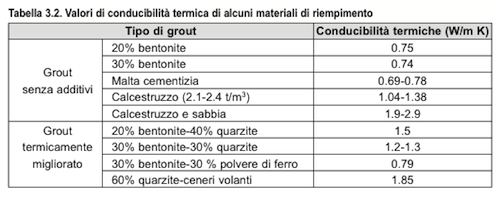 Tabella 3.2. Valori di conducibilità termica di alcuni materiali di riempimento
Tipo di grout Conducibilità termiche (W/m K)
Grout senza additivi
20% bentonite 0.75
30% bentonite 0.74
Malta cementizia 0.69-0.78
Calcestruzzo (2.1-2.4 t/m³) 1.04-1.38
Calcestruzzo e sabbia 1.9-2.9
Grout termicamente migliorato
20% bentonite-40% quarzite 1.5
30% bentonite-30% quarzite 1.2-1.3
30% bentonite-30 % polvere di ferro 0.79
60% quarzite-ceneri volanti 1.85